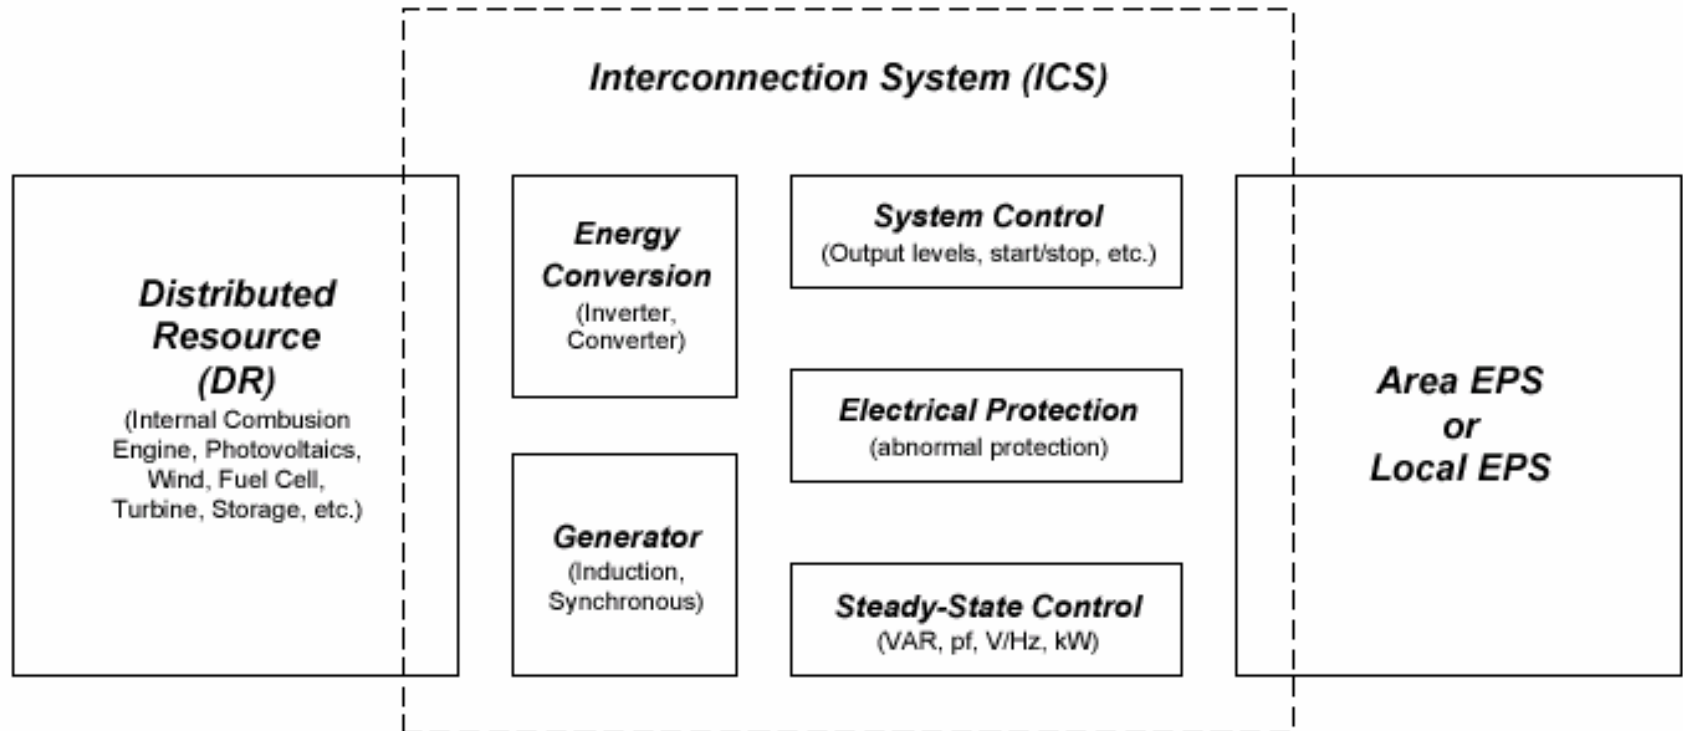 Interconnection System (ICS)
Distributed
Resource
(DR)
(Internal Combusion
Engine, Photovoltaics,
Wind, Fuel Cell,
Turbine, Storage, etc.)
Energy
Conversion
(Inverter,
Converter)
Generator
(Induction,
Synchronous)
System Control
(Output levels, start/stop, etc.)
Electrical Protection
(abnormal protection)
Steady-State Control
(VAR, pf, V/Hz, kW)
Area EPS
or
Local EPS